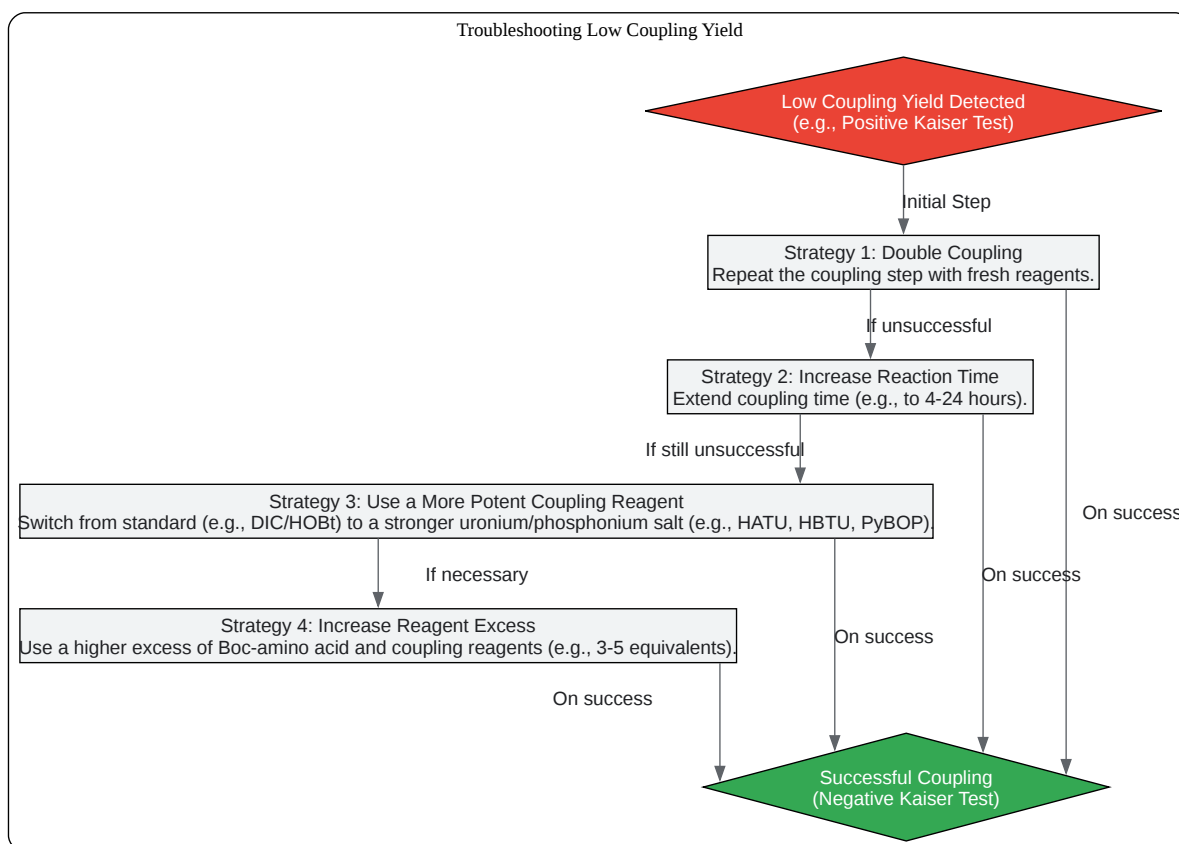 Troubleshooting Low Coupling Yield
Low Coupling Yield Detected
(e.g., Positive Kaiser Test)
Initial Step
Strategy 1: Double Coupling
Repeat the coupling step with fresh reagents.
If unsuccessful
Strategy 2: Increase Reaction Time
Extend coupling time (e.g., to 4-24 hours).
If still unsuccessful
Strategy 3: Use a More Potent Coupling Reagent
Switch from standard (e.g., DIC/HOBt) to a stronger uronium/phosphonium salt (e.g., HATU, HBTU, PyBOP).
On success
If necessary
On success
Strategy 4: Increase Reagent Excess
Use a higher excess of Boc-amino acid and coupling reagents (e.g., 3-5 equivalents).
On success
On success
Successful Coupling
(Negative Kaiser Test)